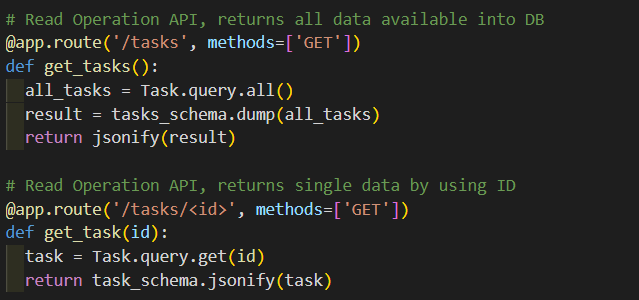 # Read Operation API, returns all data available into DB
@app.route('/tasks', methods=['GET'])
def get_tasks():
  all_tasks = Task.query.all()
  result = tasks_schema.dump(all_tasks)
  return jsonify(result)

# Read Operation API, returns single data by using ID
@app.route('/tasks/<id>', methods=['GET'])
def get_task(id):
  task = Task.query.get(id)
  return task_schema.jsonify(task)